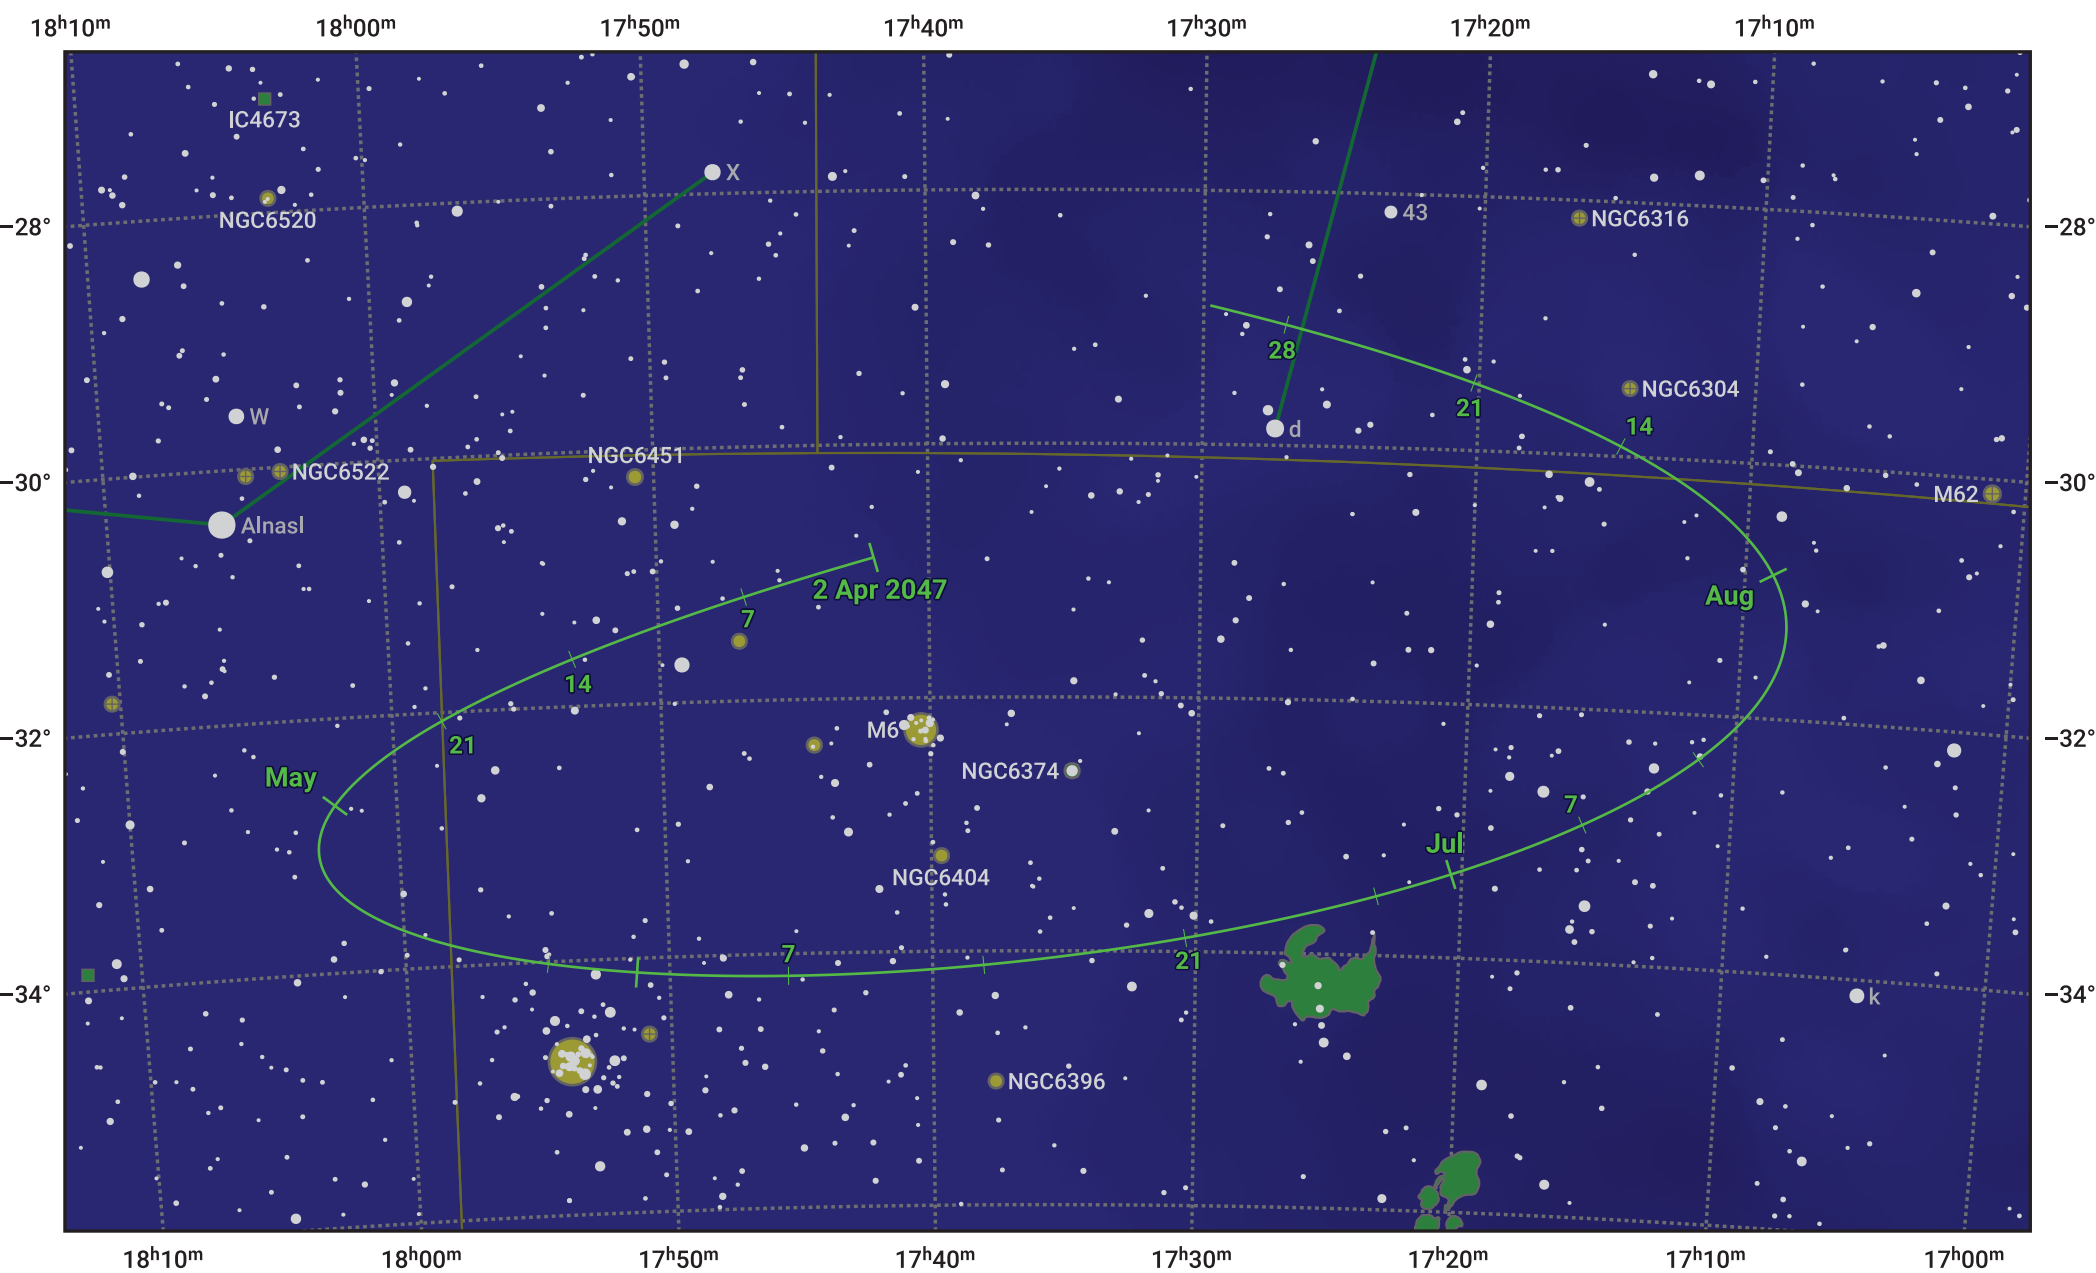 18h10m 18h00m 17h50m 17h40m 17h30m 17h20m 17h10m
IC4673
X
NGC6520
43
NGC6316
−28° −28°
28
NGC6304
21
14
W
d
NGC6451
NGC6522
−30° −30°
M62
Alnasl
2 Apr 2047
Aug
7
14
M6
21
−32° −32°
NGC6374
May
7
Jul
NGC6404
7
21
−34° −34°
k
NGC6396
18h10m 18h00m 17h50m 17h40m 17h30m 17h20m 17h10m 17h00m